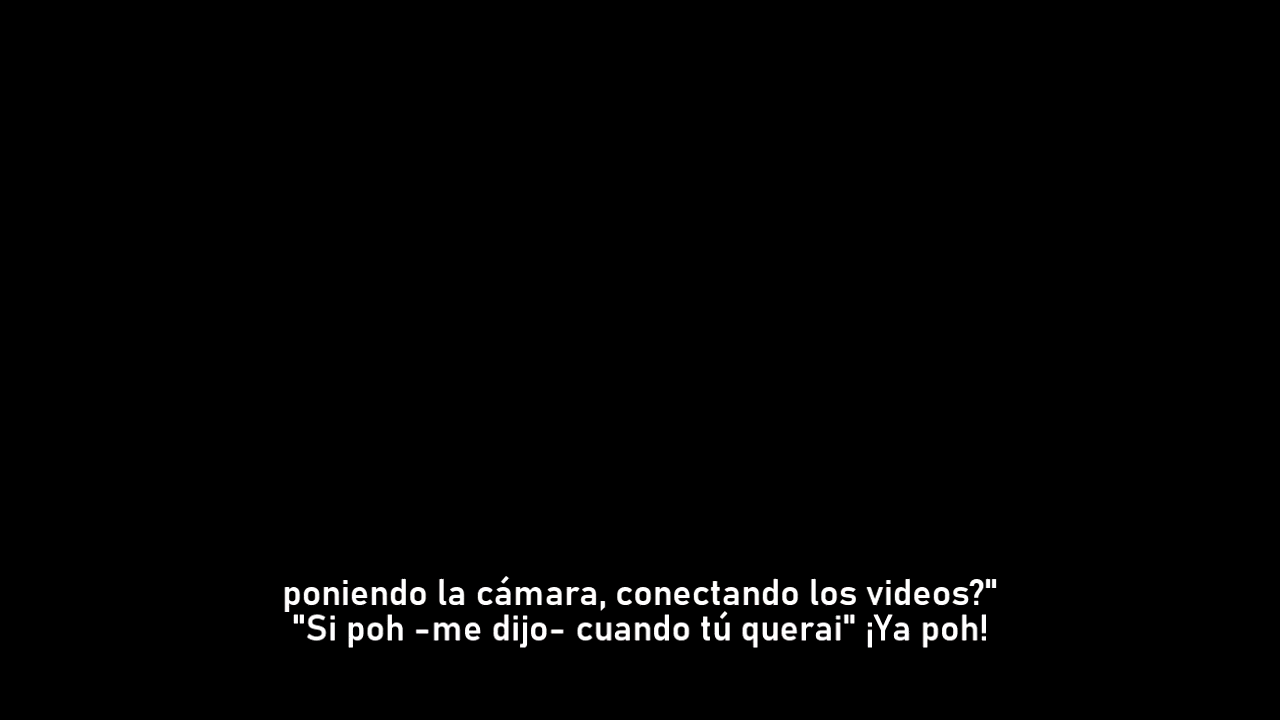 poniendo la cámara, conectando los videos?"
"Si poh -me dijo- cuando tú querai" ¡Ya poh!